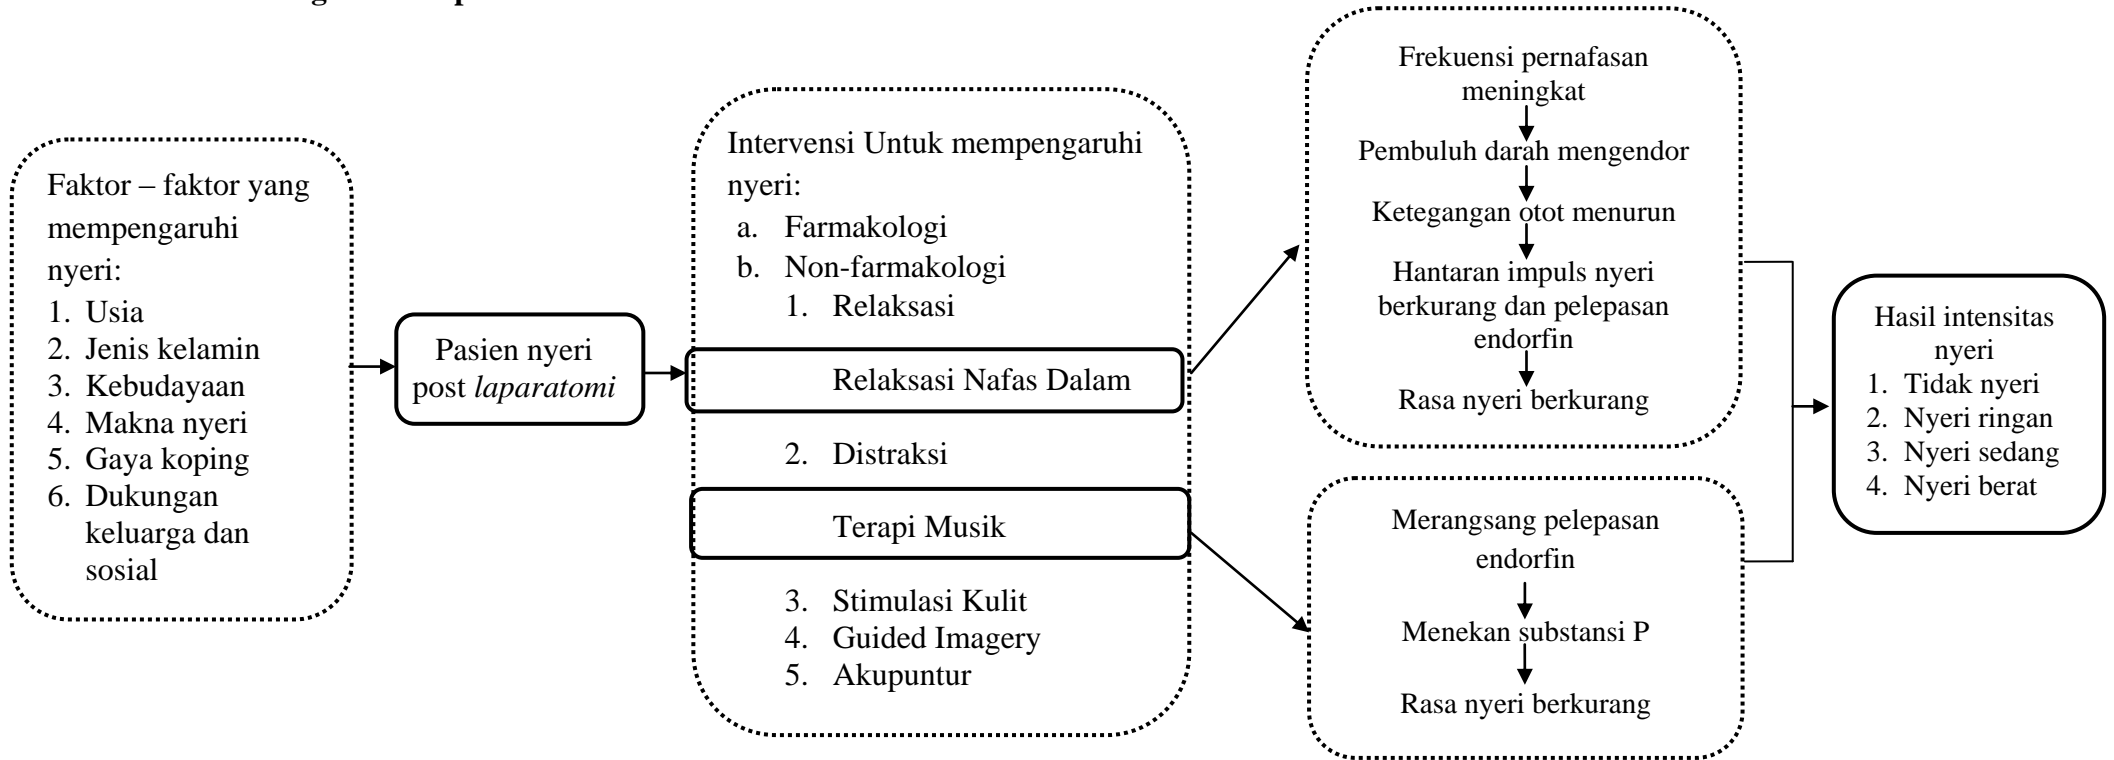 Faktor – faktor yang
mempengaruhi
nyeri:
1. Usia
2. Jenis kelamin
3. Kebudayaan
4. Makna nyeri
5. Gaya koping
6. Dukungan
keluarga dan
sosial
Pasien nyeri
post laparatomi
Intervensi Untuk mempengaruhi
nyeri:
a. Farmakologi
b. Non-farmakologi
1. Relaksasi
Relaksasi Nafas Dalam
2. Distraksi
Terapi Musik
3. Stimulasi Kulit
4. Guided Imagery
5. Akupuntur
Frekuensi pernafasan
meningkat
Pembuluh darah mengendor
Ketegangan otot menurun
Hantaran impuls nyeri
berkurang dan pelepasan
endorfin
Rasa nyeri berkurang
Merangsang pelepasan
endorfin
Menekan substansi P
Rasa nyeri berkurang
Hasil intensitas
nyeri
1. Tidak nyeri
2. Nyeri ringan
3. Nyeri sedang
4. Nyeri berat